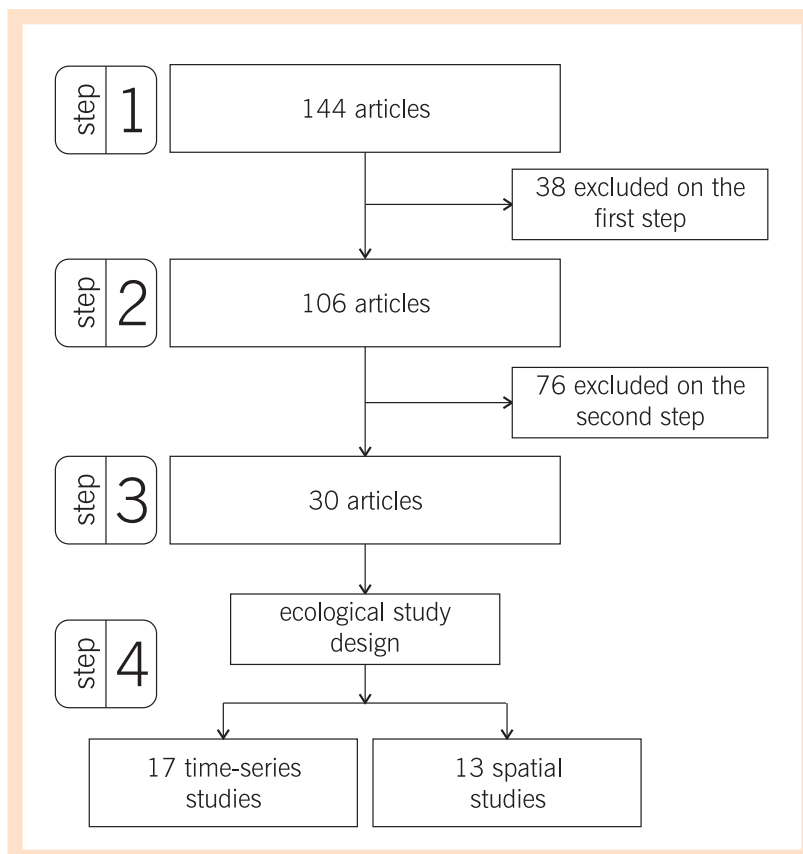 step 1
144 articles
38 excluded on the
first step
step 2
106 articles
76 excluded on the
second step
step 3
30 articles
ecological study
design
step 4
17 time-series
studies
13 spatial
studies